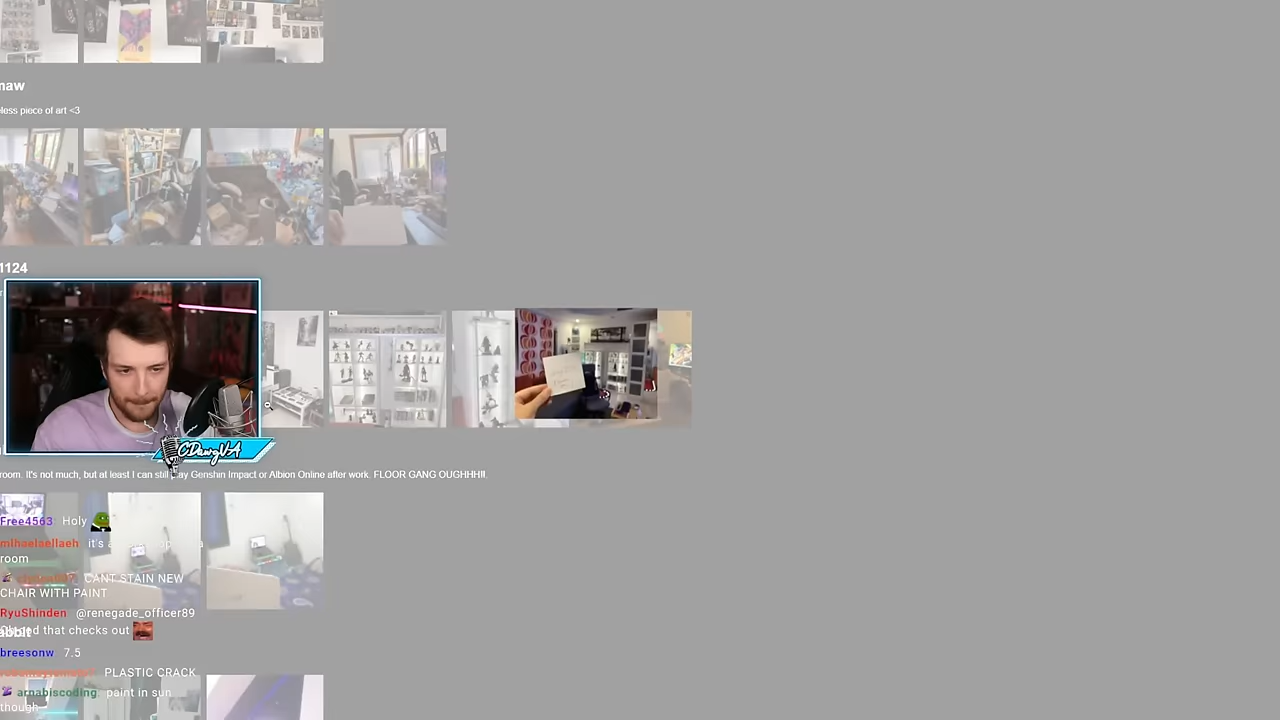 naw
less piece of art <3
1124
CDawgVA
room. It's not much, but at least I can still play Genshin Impact or Albion Online after work. FLOOR GANG OUGHHH!!
Free4563 Holy
mihaelaellaeh it's a
room
CANT STAIN NEW
CHAIR WITH PAINT
RyuShinden @renegade_officer89
that checks out
abbit
breesonw 7.5
PLASTIC CRACK
arnabiscoding paint in sun
though